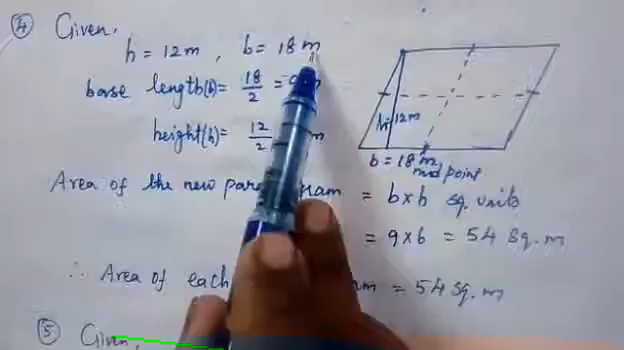 ④ Given,
h = 12m , b = 18 m
base length(b) = 18/2 =
height(h) = 12/2 m
h=12m
b = 18 m
mid point
Area of the new = b×h sq. units
= 9×6 = 54 sq.m
∴ Area of each = 54 sq.m
⑤ Given,